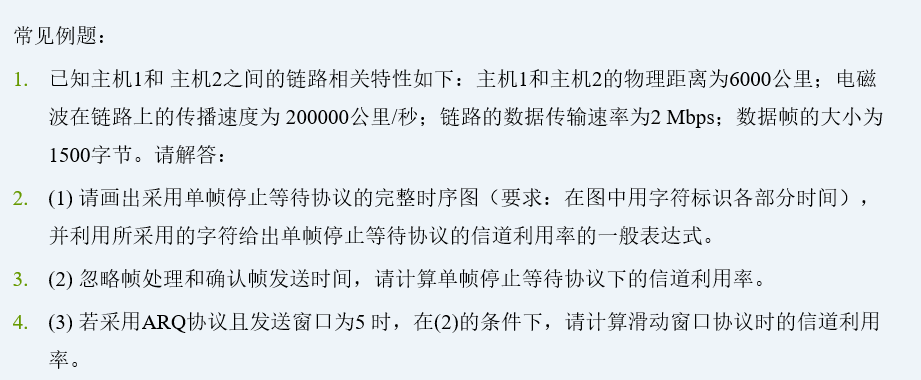 常见例题：
1. 已知主机1和 主机2之间的链路相关特性如下：主机1和主机2的物理距离为6000公里；电磁
波在链路上的传播速度为 200000公里/秒；链路的数据传输速率为2 Mbps；数据帧的大小为
1500字节。请解答：
2. (1) 请画出采用单帧停止等待协议的完整时序图（要求：在图中用字符标识各部分时间），
并利用所采用的字符给出单帧停止等待协议的信道利用率的一般表达式。
3. (2) 忽略帧处理和确认帧发送时间，请计算单帧停止等待协议下的信道利用率。
4. (3) 若采用ARQ协议且发送窗口为5 时，在(2)的条件下，请计算滑动窗口协议时的信道利用
率。